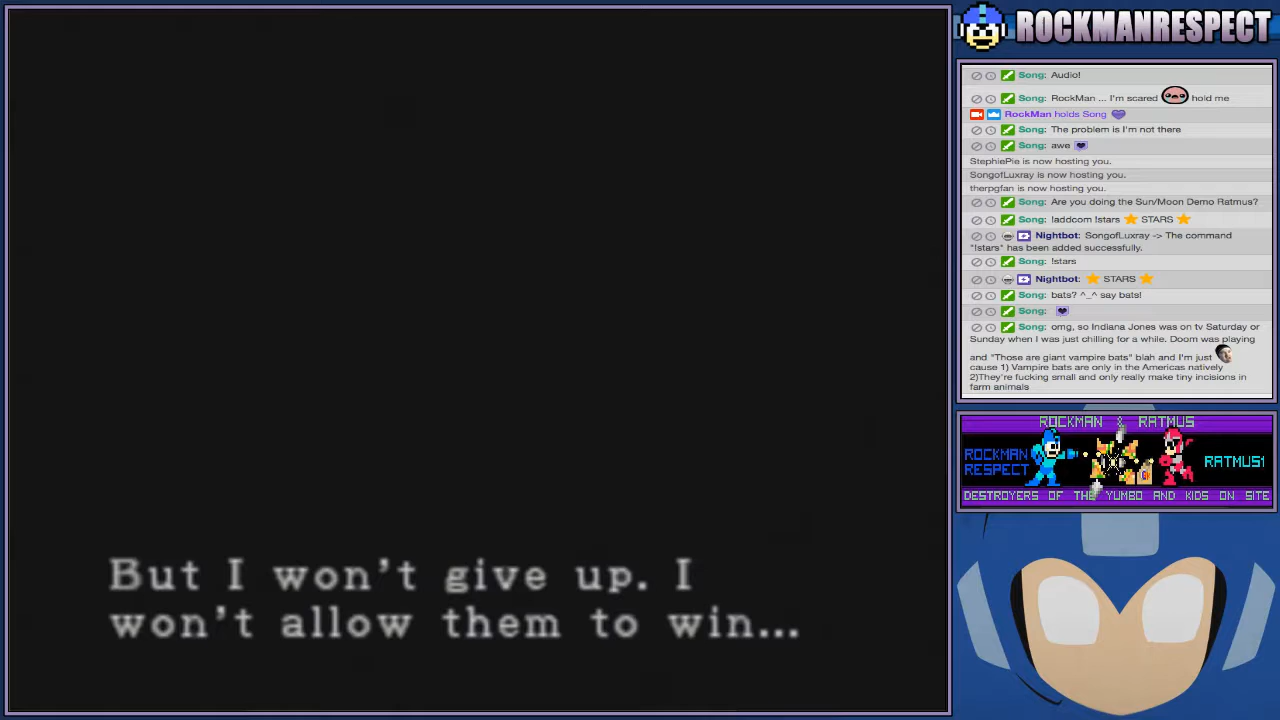 But I won't give up. I
won't allow them to win...
ROCKMANRESPECT
Song: Audio!
Song: RockMan ... I'm scared hold me
RockMan holds Song
Song: The problem is I'm not there
Song: awe
StephiePie is now hosting you.
SongofLuxray is now hosting you.
therpgfan is now hosting you.
Song: Are you doing the Sun/Moon Demo Ratmus?
Song: !addcom !stars STARS
Nightbot: SongofLuxray -> The command
"!stars" has been added successfully.
Song: !stars
Nightbot: STARS
Song: bats? ^_^ say bats!
Song:
Song: omg, so Indiana Jones was on tv Saturday or
Sunday when I was just chilling for a while. Doom was playing
and "Those are giant vampire bats" blah and I'm just
cause 1) Vampire bats are only in the Americas natively
2)They're fucking small and only really make tiny incisions in
farm animals
ROCKMAN & RATMUS
ROCKMAN
RESPECT
RATMUS1
DESTROYERS OF THE YUMBO AND KIDS ON SITE